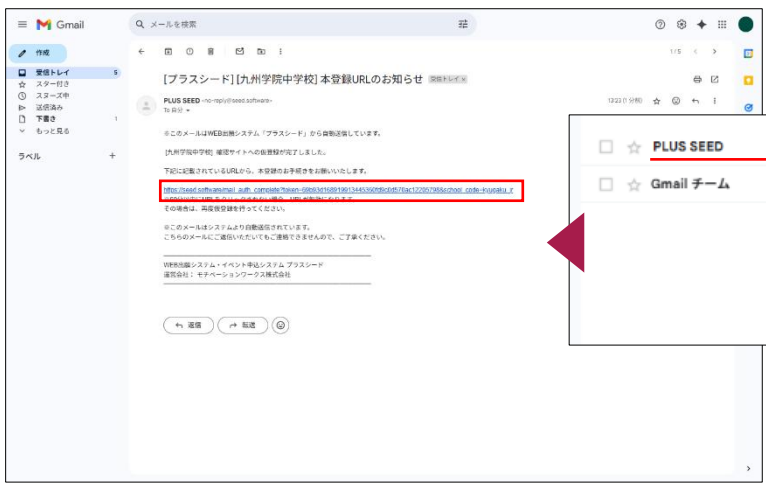 Gmail
メールを検索
作成
1/5
受信トレイ 5
スター付き
スヌーズ中
送信済み
下書き 1
もっと見る
ラベル
[プラスシード] [九州学院中学校] 本登録URLのお知らせ 受信トレイ×
PLUS SEED <no-reply@seed.software>
To 自分
12:23 (1 分前)
※このメールはWEB出願システム「プラスシード」から自動送信しています。
[九州学院中学校] 確認サイトへの仮登録が完了しました。
下記に記載されているURLから、本登録のお手続きをお願いいたします。
その場合は、再度仮登録を行ってください。
※このメールはシステムより自動送信されています。
こちらのメールにご返信いただいてもご連絡できませんので、ご了承ください。
WEB出願システム・イベント申込システム プラスシード
運営会社： モチベーションワークス株式会社
返信
転送
PLUS SEED
Gmail チーム